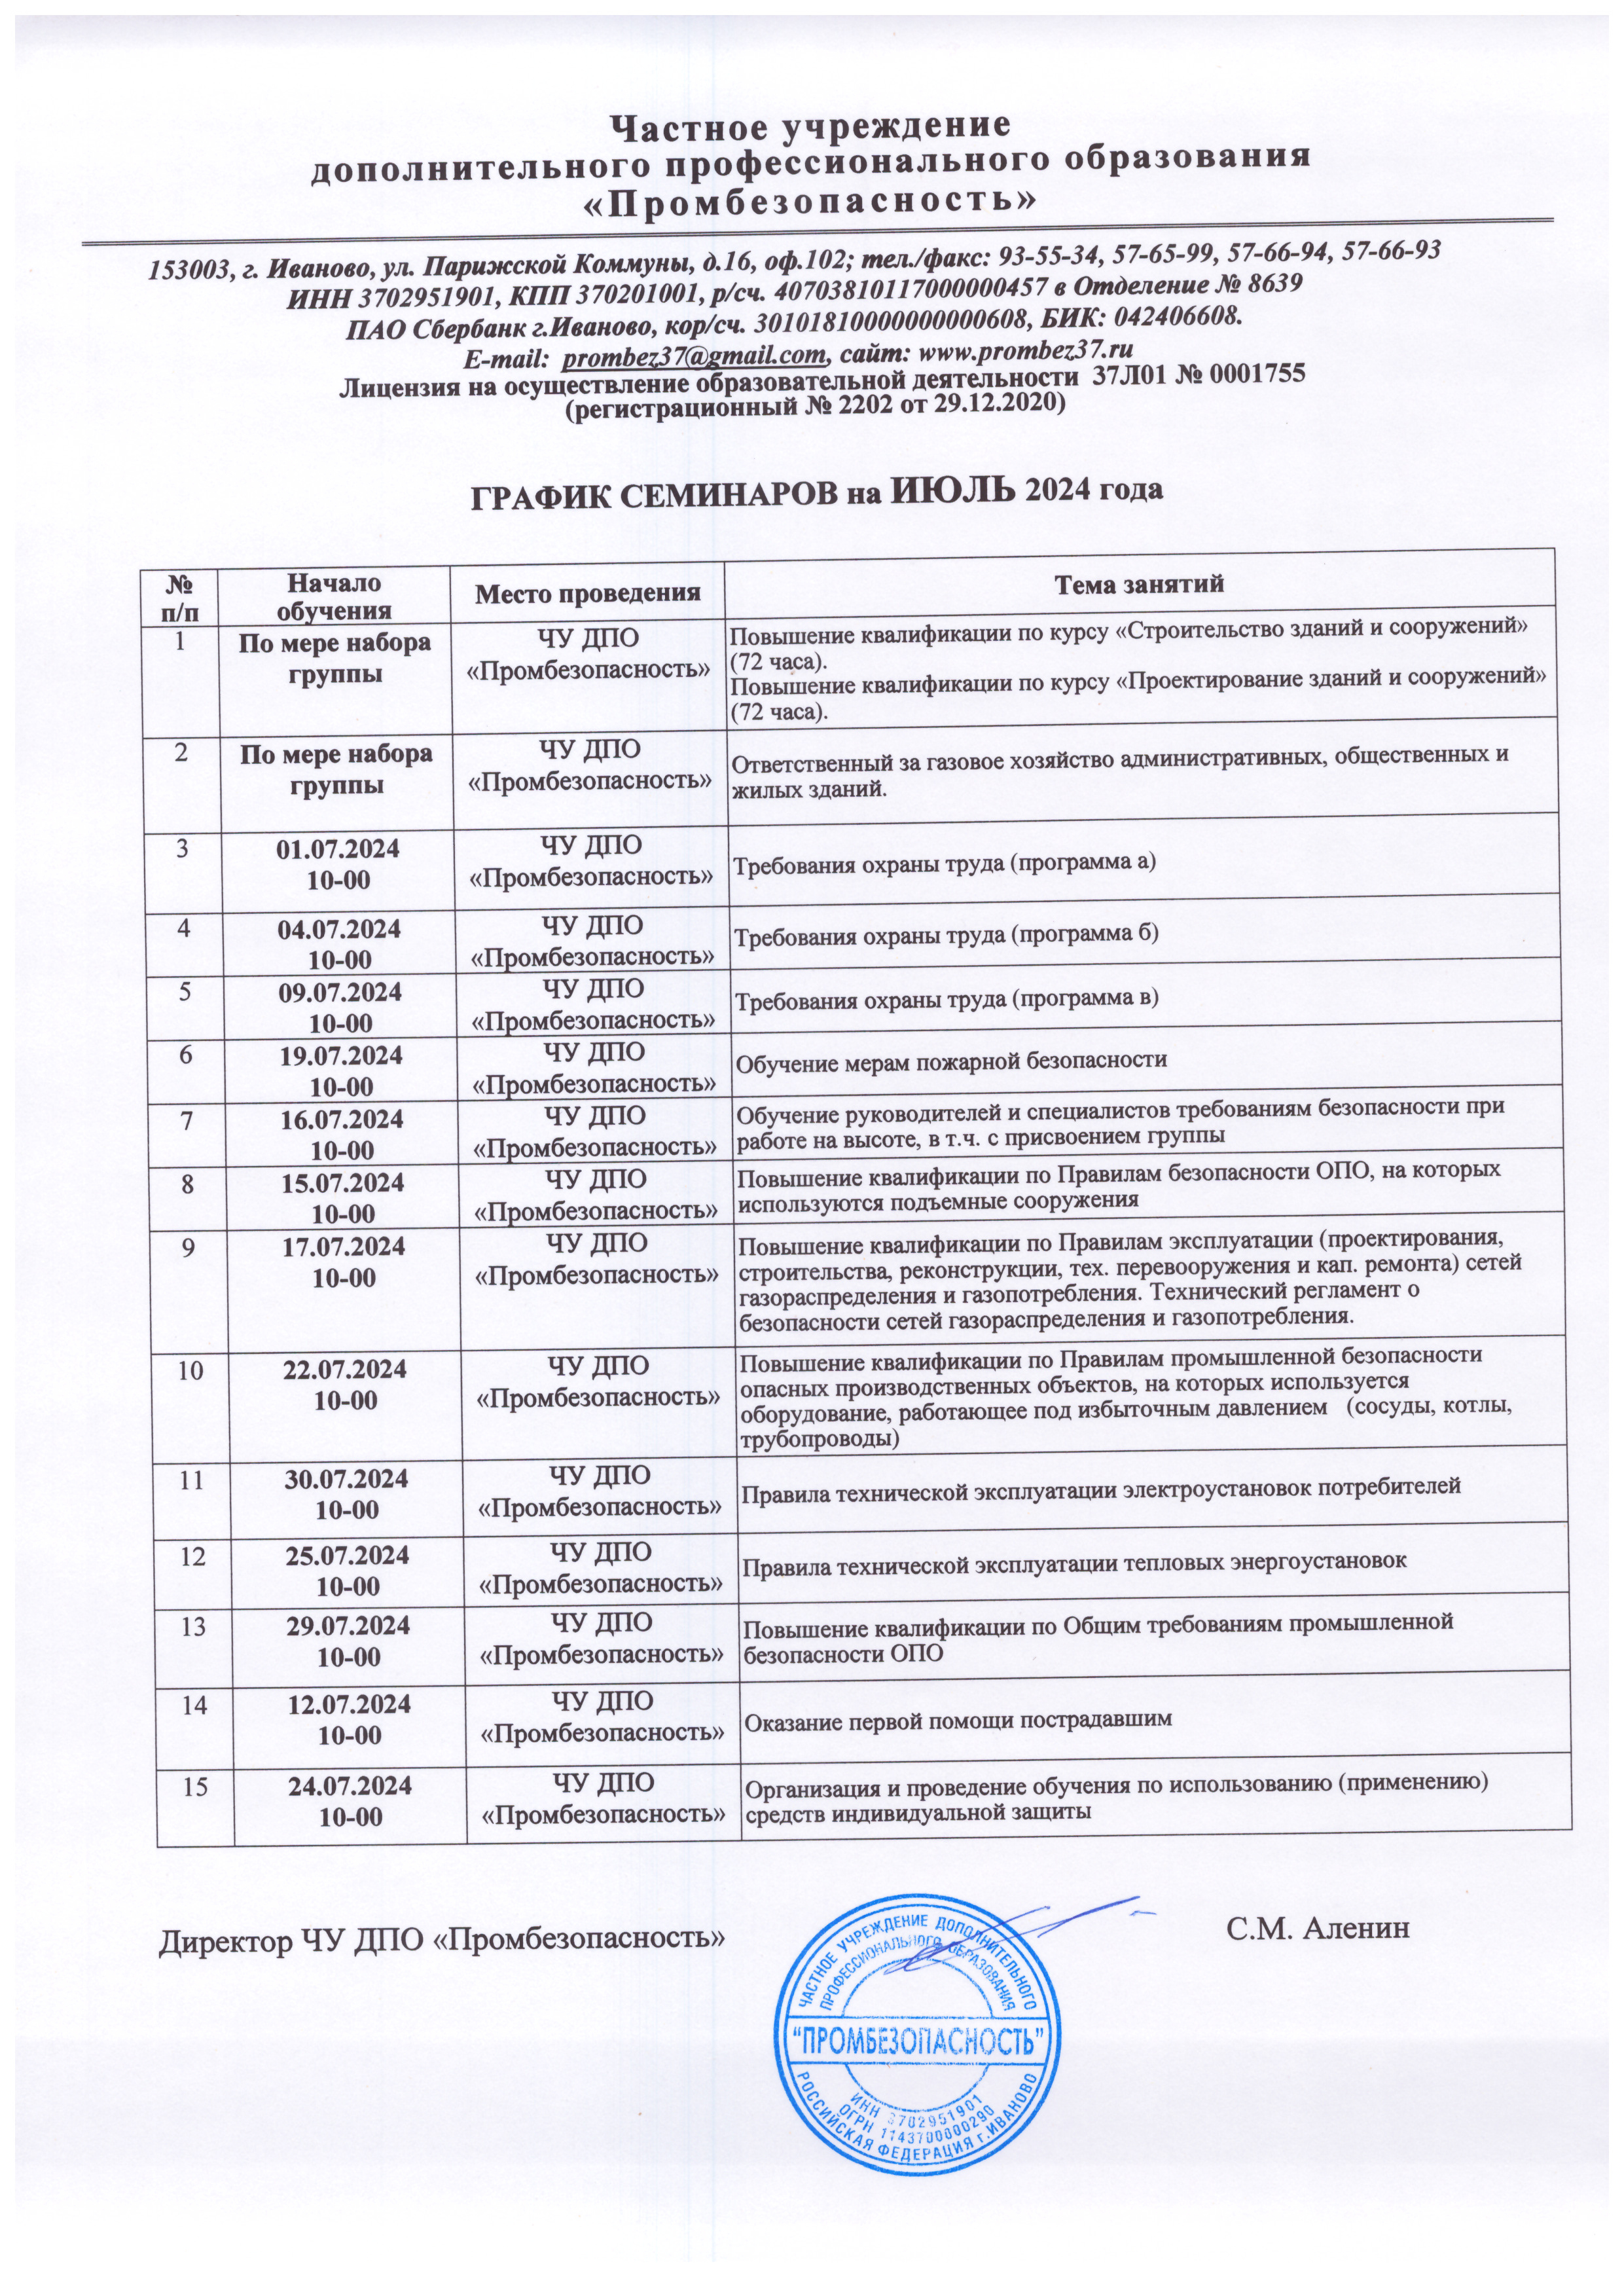 Частное учреждение
дополнительного профессионального образования
«Промбезопасность»
153003, г. Иваново, ул. Парижской Коммуны, д.16, оф.102; тел./факс: 93-55-34, 57-65-99, 57-66-94, 57-66-93
ИНН 3702951901, КПП 370201001, р/сч. 40703810117000000457 в Отделение № 8639
ПАО Сбербанк г.Иваново, кор/сч. 30101810000000000608, БИК: 042406608.
E-mail: prombez37@gmail.com, сайт: www.prombez37.ru
Лицензия на осуществление образовательной деятельности 37Л01 № 0001755
(регистрационный № 2202 от 29.12.2020)
ГРАФИК СЕМИНАРОВ на ИЮЛЬ 2024 года
№ п/п Начало обучения Место проведения Тема занятий
1 По мере набора группы ЧУ ДПО «Промбезопасность» Повышение квалификации по курсу «Строительство зданий и сооружений»
(72 часа).
Повышение квалификации по курсу «Проектирование зданий и сооружений»
(72 часа).
2 По мере набора группы ЧУ ДПО «Промбезопасность» Ответственный за газовое хозяйство административных, общественных и
жилых зданий.
3 01.07.2024 10-00 ЧУ ДПО «Промбезопасность» Требования охраны труда (программа а)
4 04.07.2024 10-00 ЧУ ДПО «Промбезопасность» Требования охраны труда (программа б)
5 09.07.2024 10-00 ЧУ ДПО «Промбезопасность» Требования охраны труда (программа в)
6 19.07.2024 10-00 ЧУ ДПО «Промбезопасность» Обучение мерам пожарной безопасности
7 16.07.2024 10-00 ЧУ ДПО «Промбезопасность» Обучение руководителей и специалистов требованиям безопасности при
работе на высоте, в т.ч. с присвоением группы
8 15.07.2024 10-00 ЧУ ДПО «Промбезопасность» Повышение квалификации по Правилам безопасности ОПО, на которых
используются подъемные сооружения
9 17.07.2024 10-00 ЧУ ДПО «Промбезопасность» Повышение квалификации по Правилам эксплуатации (проектирования,
строительства, реконструкции, тех. перевооружения и кап. ремонта) сетей
газораспределения и газопотребления. Технический регламент о
безопасности сетей газораспределения и газопотребления.
10 22.07.2024 10-00 ЧУ ДПО «Промбезопасность» Повышение квалификации по Правилам промышленной безопасности
опасных производственных объектов, на которых используется
оборудование, работающее под избыточным давлением (сосуды, котлы,
трубопроводы)
11 30.07.2024 10-00 ЧУ ДПО «Промбезопасность» Правила технической эксплуатации электроустановок потребителей
12 25.07.2024 10-00 ЧУ ДПО «Промбезопасность» Правила технической эксплуатации тепловых энергоустановок
13 29.07.2024 10-00 ЧУ ДПО «Промбезопасность» Повышение квалификации по Общим требованиям промышленной
безопасности ОПО
14 12.07.2024 10-00 ЧУ ДПО «Промбезопасность» Оказание первой помощи пострадавшим
15 24.07.2024 10-00 ЧУ ДПО «Промбезопасность» Организация и проведение обучения по использованию (применению)
средств индивидуальной защиты
Директор ЧУ ДПО «Промбезопасность» С.М. Аленин
ЧАСТНОЕ УЧРЕЖДЕНИЕ ДОПОЛНИТЕЛЬНОГО
ПРОФЕССИОНАЛЬНОГО ОБРАЗОВАНИЯ
“ПРОМБЕЗОПАСНОСТЬ”
ИНН 3702951901
ОГРН 1143700000290
РОССИЙСКАЯ ФЕДЕРАЦИЯ г.ИВАНОВО